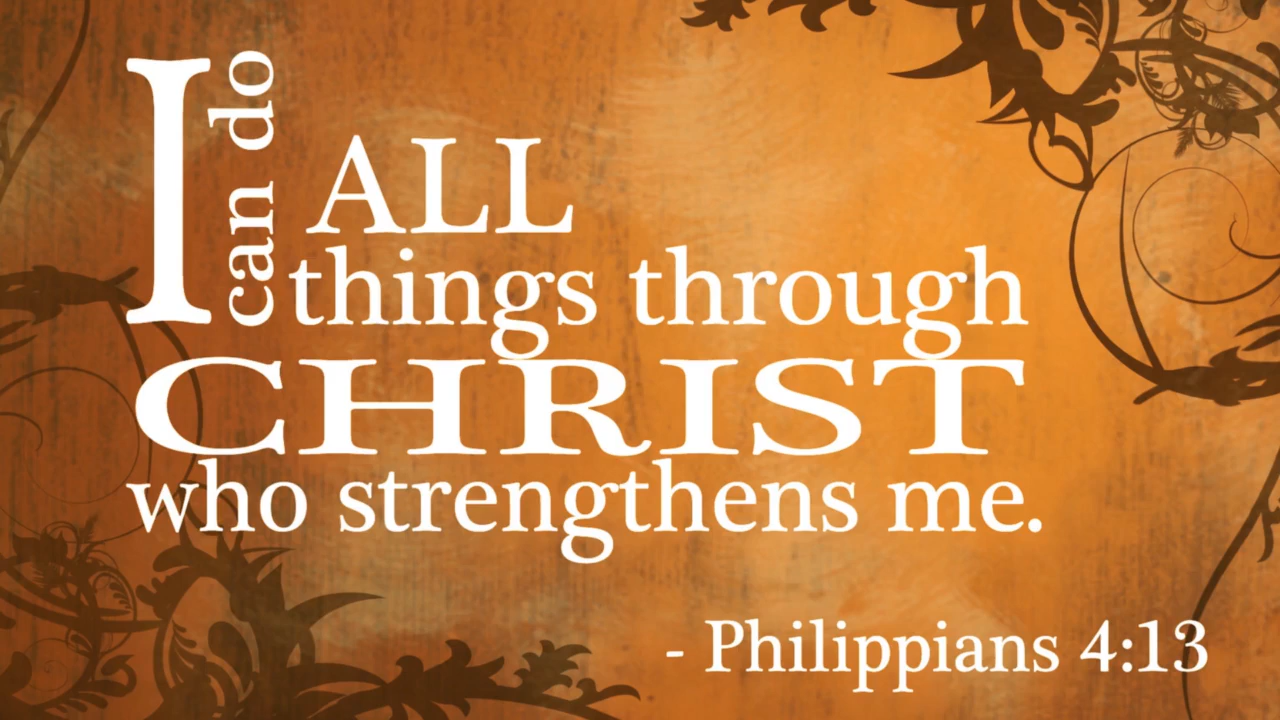 I can do ALL
things through
CHRIST
who strengthens me.
- Philippians 4:13